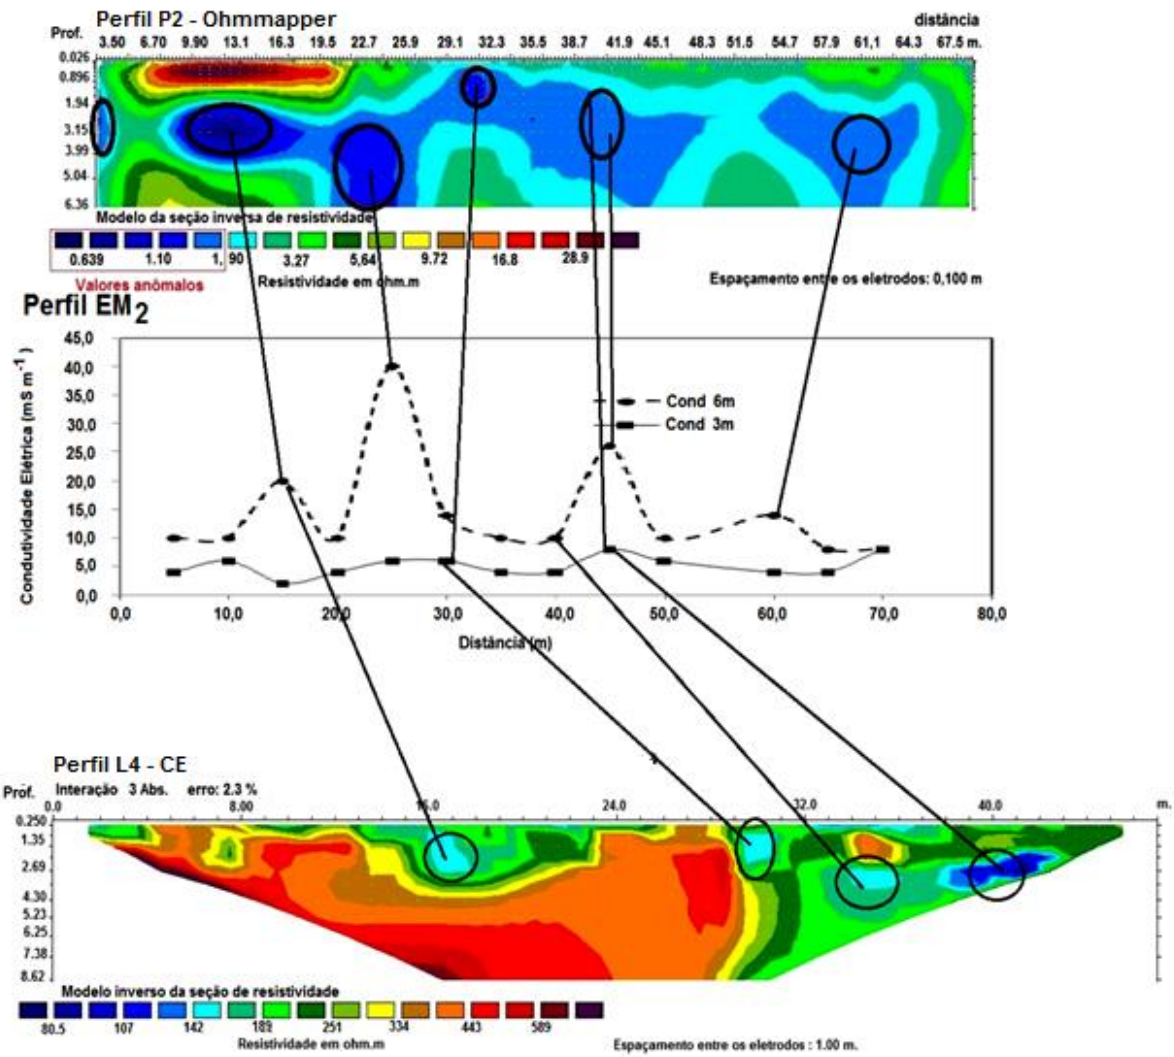 Perfil P2 - Ohmmapper
distância
Prof. 3.50 6.70 9.90 13.1 16.3 19.5 22.7 25.9 29.1 32.3 35.5 38.7 41.9 45.1 48.3 51.5 54.7 57.9 61,1 64.3 67.5 m.
0.025
0.896
1.94
3.15
3.99
5.04
6.36
Modelo da seção inversa de resistividade
0.639 1.10 1,90 3.27 5,64 9.72 16.8 28.9
Valores anômalos
Resistividade em ohm.m
Espaçamento entre os eletrodos: 0,100 m
Perfil EM2
Condutividade Elétrica (mS m-1)
45,0
40,0
35,0
30,0
25,0
20,0
15,0
10,0
5,0
0,0
Cond 6m
Cond 3m
0,0 10,0 20,0 30,0 40,0 50,0 60,0 70,0 80,0
Distância (m)
Perfil L4 - CE
Prof. Interação 3 Abs. erro: 2.3 %
0.0 8.00 16.0 24.0 32.0 40.0 m.
0.250
1.35
2.69
4.30
5.23
6.25
7.38
8.62
Modelo inverso da seção de resistividade
80.5 107 142 189 251 334 443 589
Resistividade em ohm.m
Espaçamento entre os eletrodos : 1.00 m.